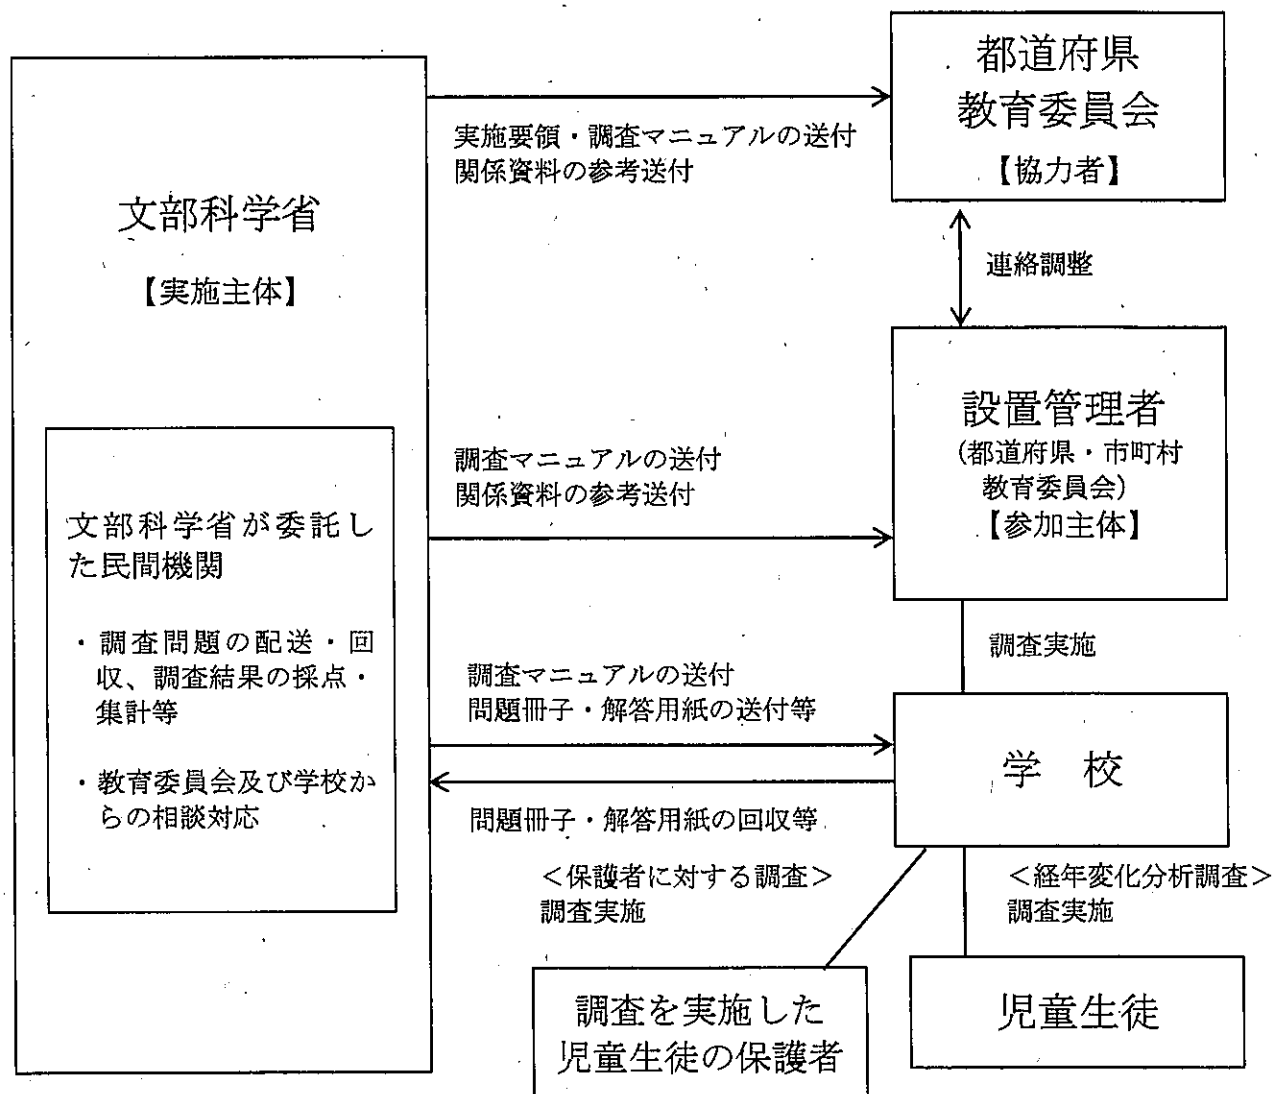 文部科学省
【実施主体】
文部科学省が委託し
た民間機関
・調査問題の配送・回
収、調査結果の採点・
集計等
・教育委員会及び学校か
らの相談対応
実施要領・調査マニュアルの送付
関係資料の参考送付
都道府県
教育委員会
【協力者】
連絡調整
調査マニュアルの送付
関係資料の参考送付
設置管理者
(都道府県・市町村
教育委員会)
【参加主体】
調査実施
調査マニュアルの送付
問題冊子・解答用紙の送付等
学 校
問題冊子・解答用紙の回収等
<保護者に対する調査>
調査実施
<経年変化分析調査>
調査実施
調査を実施した
児童生徒の保護者
児童生徒